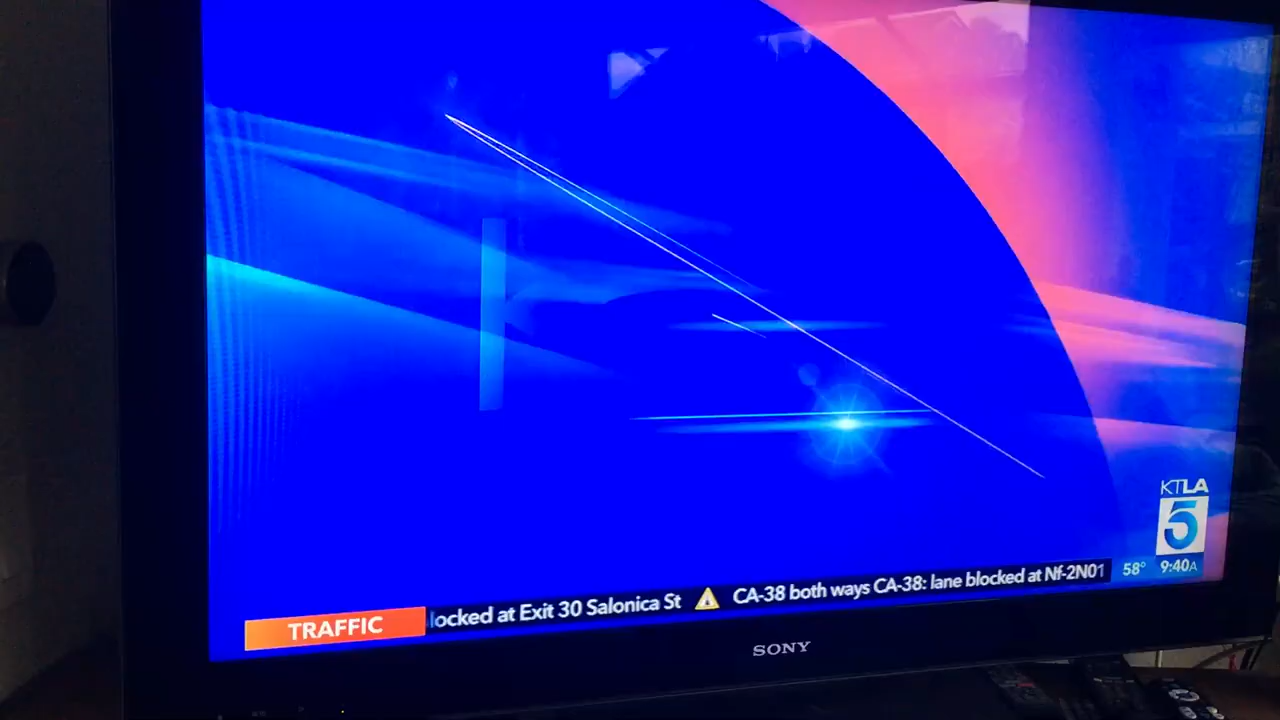 KTLA
5
58° 9:40A
TRAFFIC locked at Exit 30 Salonica St CA-38 both ways CA-38: lane blocked at Nf-2N01
SONY